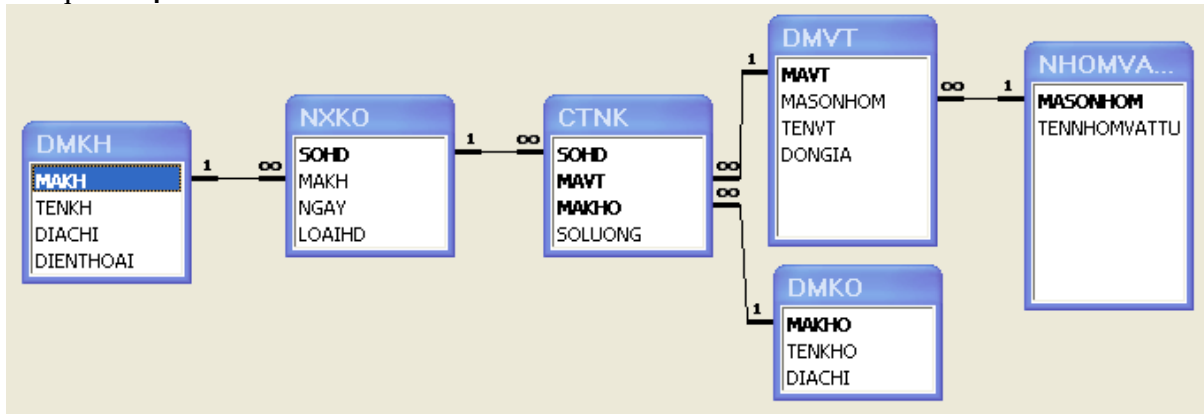 DMKH
MAKH
TENKH
DIACHI
DIENTHOAI
1
∞
NXKO
SOHD
MAKH
NGAY
LOAIHD
1
∞
CTNK
SOHD
MAVT
MAKHO
SOLUONG
∞
1
∞
1
DMVT
MAVT
MASONHOM
TENVT
DONGIA
∞
1
NHOMVA...
MASONHOM
TENNHOMVATTU
DMKO
MAKHO
TENKHO
DIACHI